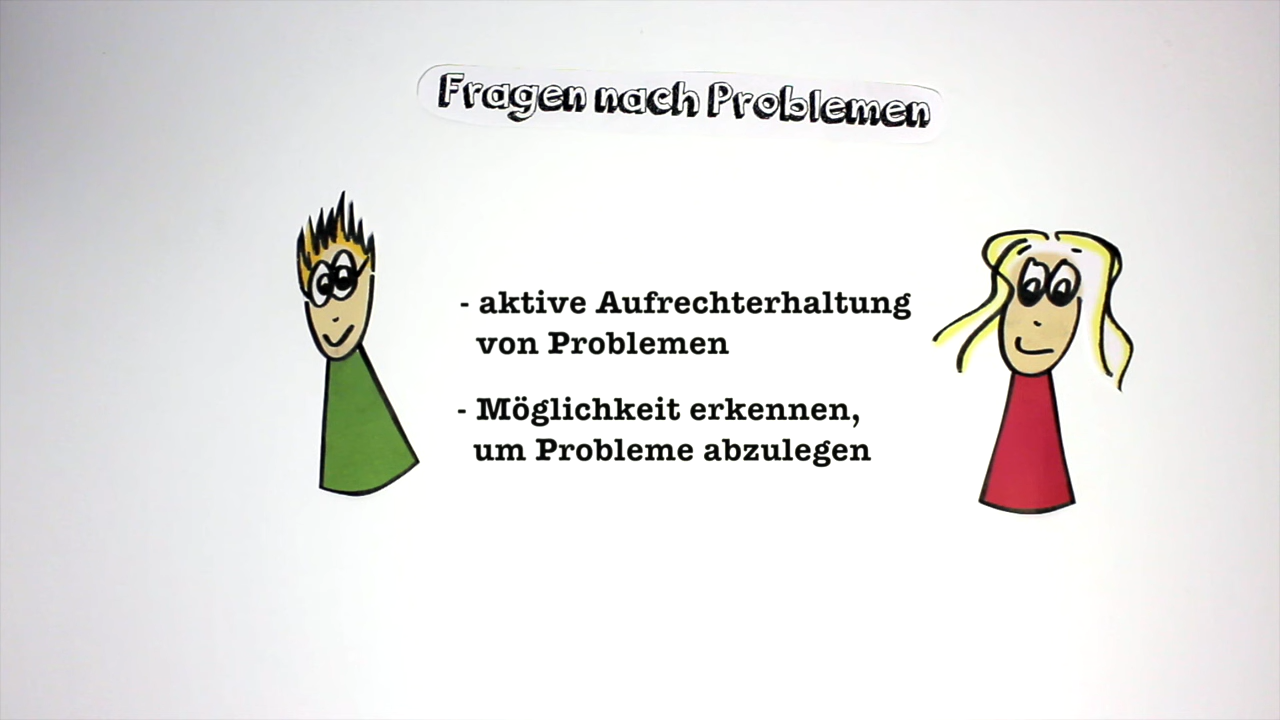 Fragen nach Problemen
- aktive Aufrechterhaltung
von Problemen
- Möglichkeit erkennen,
um Probleme abzulegen